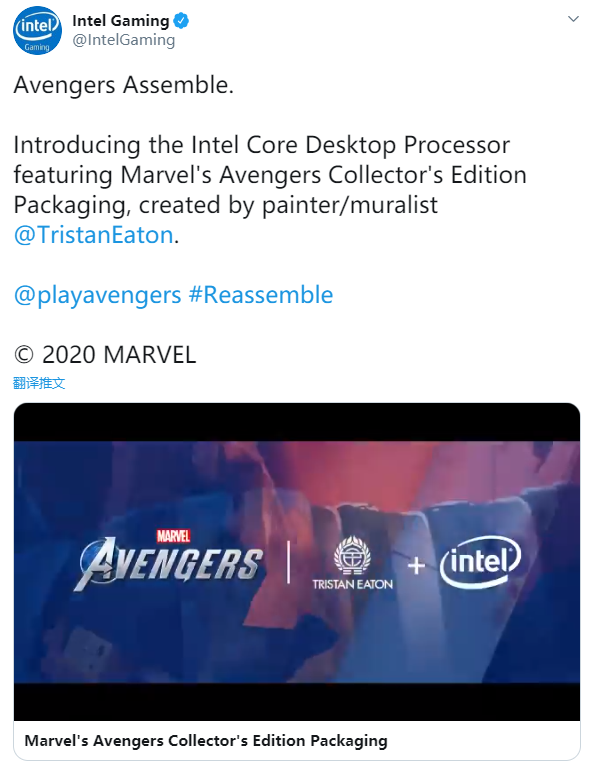 intel
Gaming
Intel Gaming
@IntelGaming
Avengers Assemble.
Introducing the Intel Core Desktop Processor
featuring Marvel's Avengers Collector's Edition
Packaging, created by painter/muralist
@TristanEaton.
@playavengers #Reassemble
© 2020 MARVEL
翻译推文
MARVEL
AVENGERS
TRISTAN EATON
+
intel
Marvel's Avengers Collector's Edition Packaging